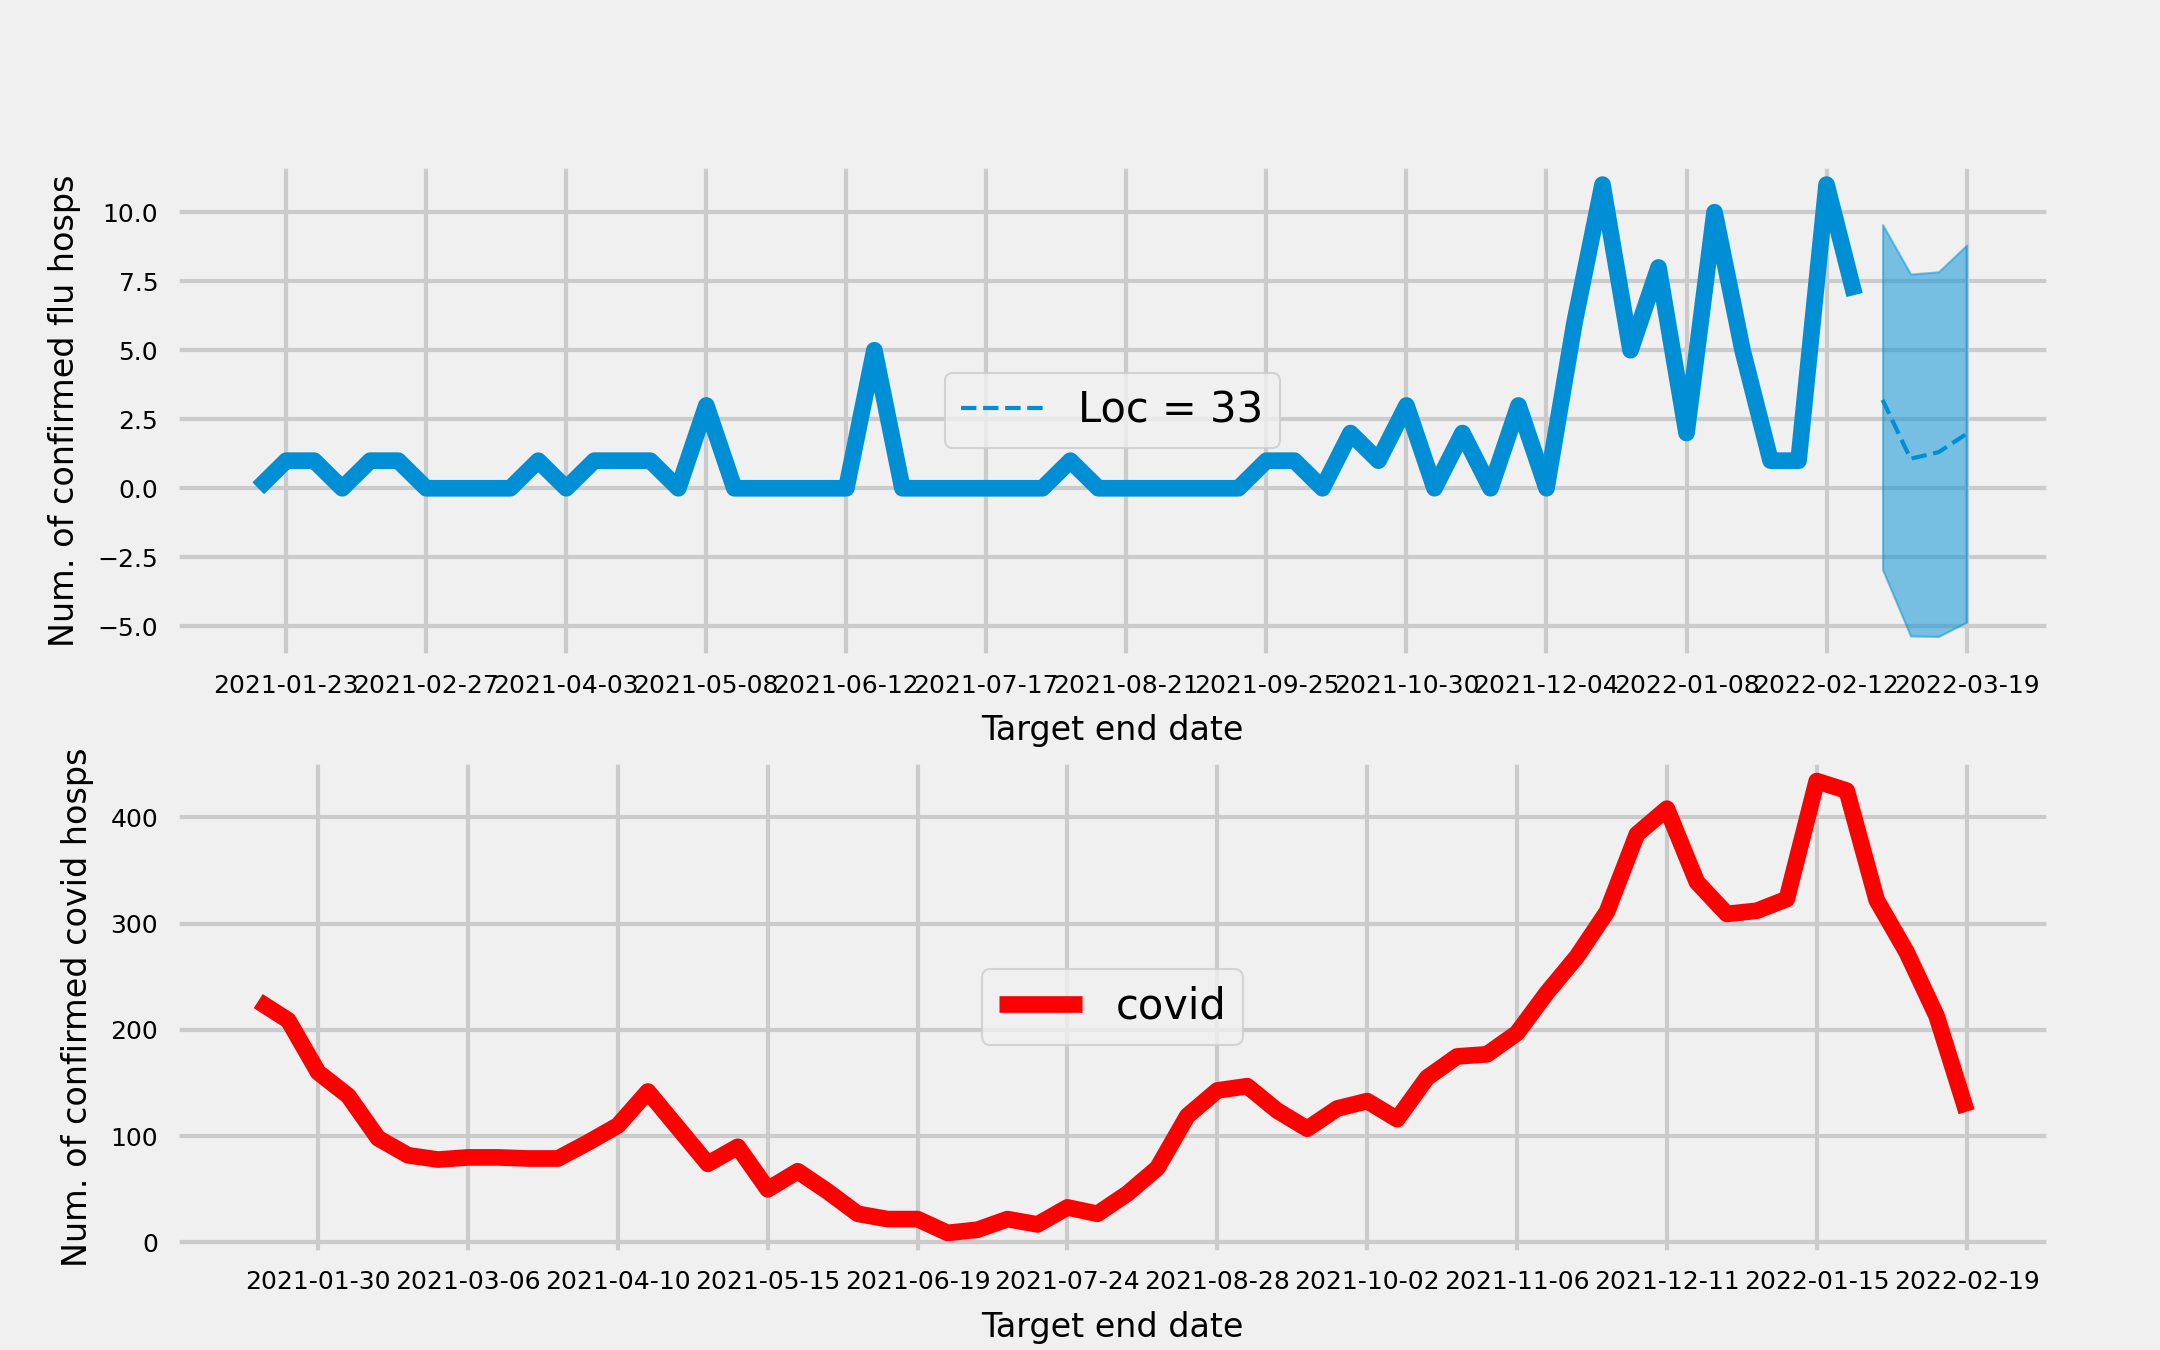 Num. of confirmed flu hosps
10.0
7.5
5.0
2.5
0.0
−2.5
−5.0
Loc = 33
2021-01-23 2021-02-27 2021-04-03 2021-05-08 2021-06-12 2021-07-17 2021-08-21 2021-09-25 2021-10-30 2021-12-04 2022-01-08 2022-02-12 2022-03-19
Target end date
Num. of confirmed covid hosps
400
300
200
100
0
covid
2021-01-30 2021-03-06 2021-04-10 2021-05-15 2021-06-19 2021-07-24 2021-08-28 2021-10-02 2021-11-06 2021-12-11 2022-01-15 2022-02-19
Target end date